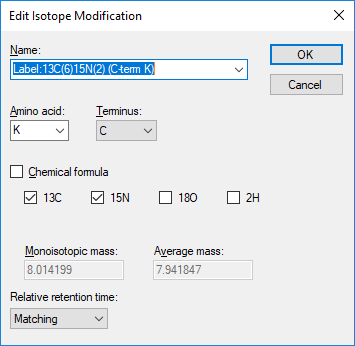 Edit Isotope Modification
Name:
Label:13C(6)15N(2) (C-term K)
OK
Cancel
Amino acid: Terminus:
K C
Chemical formula
13C 15N 18O 2H
Monoisotopic mass: Average mass:
8.014199 7.941847
Relative retention time:
Matching